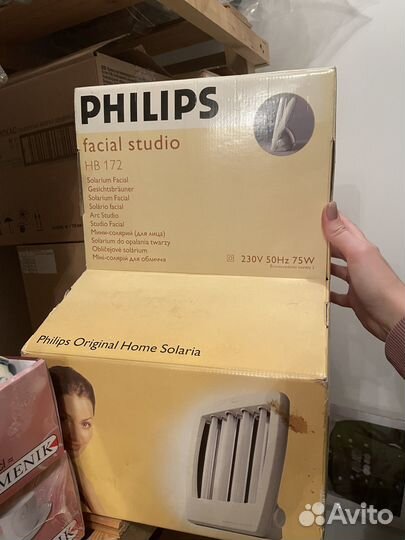 PHILIPS
facial studio
HB 172
Solarium Facial
Gesichtsbräuner
Solarium Facial
Solário facial
Arc Studio
Studio Facial
Мини-солярий (для лица)
Solarium do opalania twarzy
Obličejové solárium
Міні-солярій для обличчя
230V 50Hz 75W
Philips Original Home Solaria
MENIK
Avito